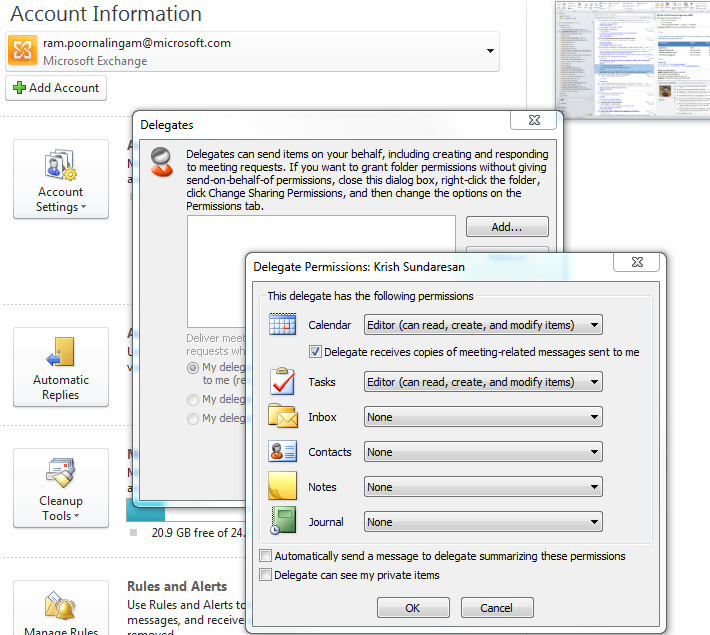 Account Information
ram.poornalingam@microsoft.com
Microsoft Exchange
Add Account
Account
Settings
Automatic
Replies
Cleanup
Tools
20.9 GB free of 24.
Rules and Alerts
Use Rules and Alerts to
messages, and receive
removed.
Manage Rules
Delegates
Delegates can send items on your behalf, including creating and responding
to meeting requests. If you want to grant folder permissions without giving
send-on-behalf-of permissions, close this dialog box, right-click the folder,
click Change Sharing Permissions, and then change the options on the
Permissions tab.
Add...
Deliver meet
requests wh
My deleg
to me (re
My deleg
My deleg
Delegate Permissions: Krish Sundaresan
This delegate has the following permissions
Calendar Editor (can read, create, and modify items)
Delegate receives copies of meeting-related messages sent to me
Tasks Editor (can read, create, and modify items)
Inbox None
Contacts None
Notes None
Journal None
Automatically send a message to delegate summarizing these permissions
Delegate can see my private items
OK Cancel